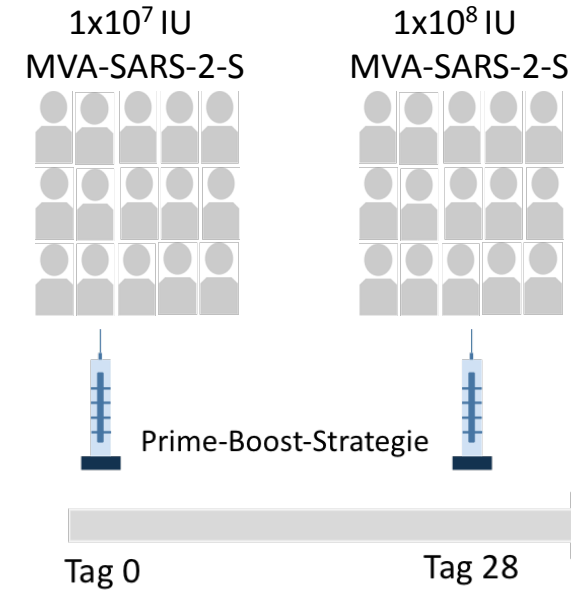 1x10⁷ IU
MVA-SARS-2-S
1x10⁸ IU
MVA-SARS-2-S
Prime-Boost-Strategie
Tag 0
Tag 28